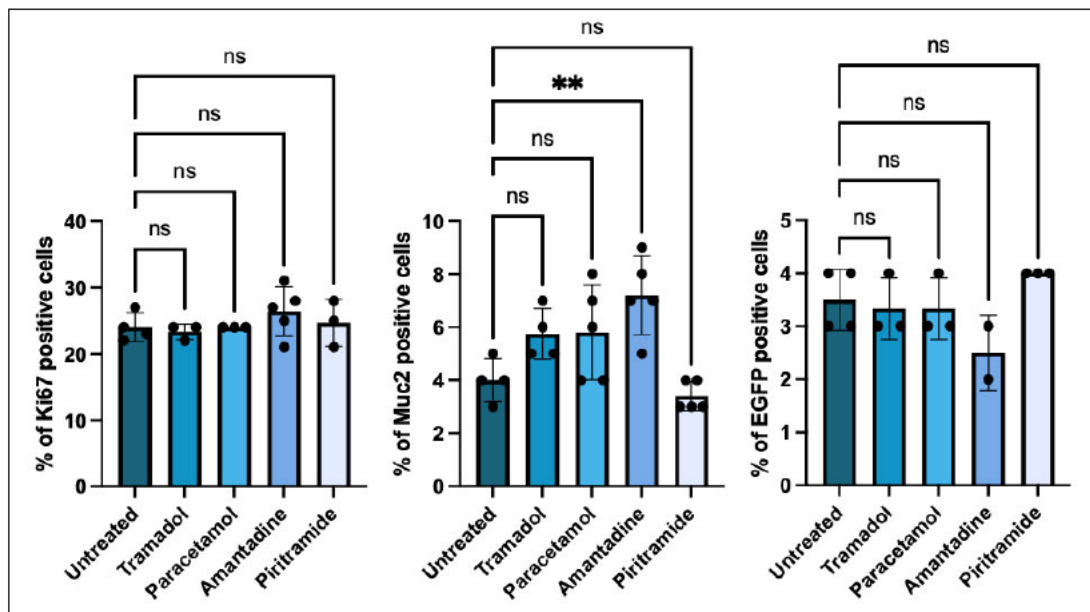 ns
ns
ns
ns
% of Ki67 positive cells
40
30
20
10
0
Untreated
Tramadol
Paracetamol
Amantadine
Piritramide
ns
**
ns
ns
% of Muc2 positive cells
10
8
6
4
2
0
Untreated
Tramadol
Paracetamol
Amantadine
Piritramide
ns
ns
ns
ns
% of EGFP positive cells
5
4
3
2
1
0
Untreated
Tramadol
Paracetamol
Amantadine
Piritramide